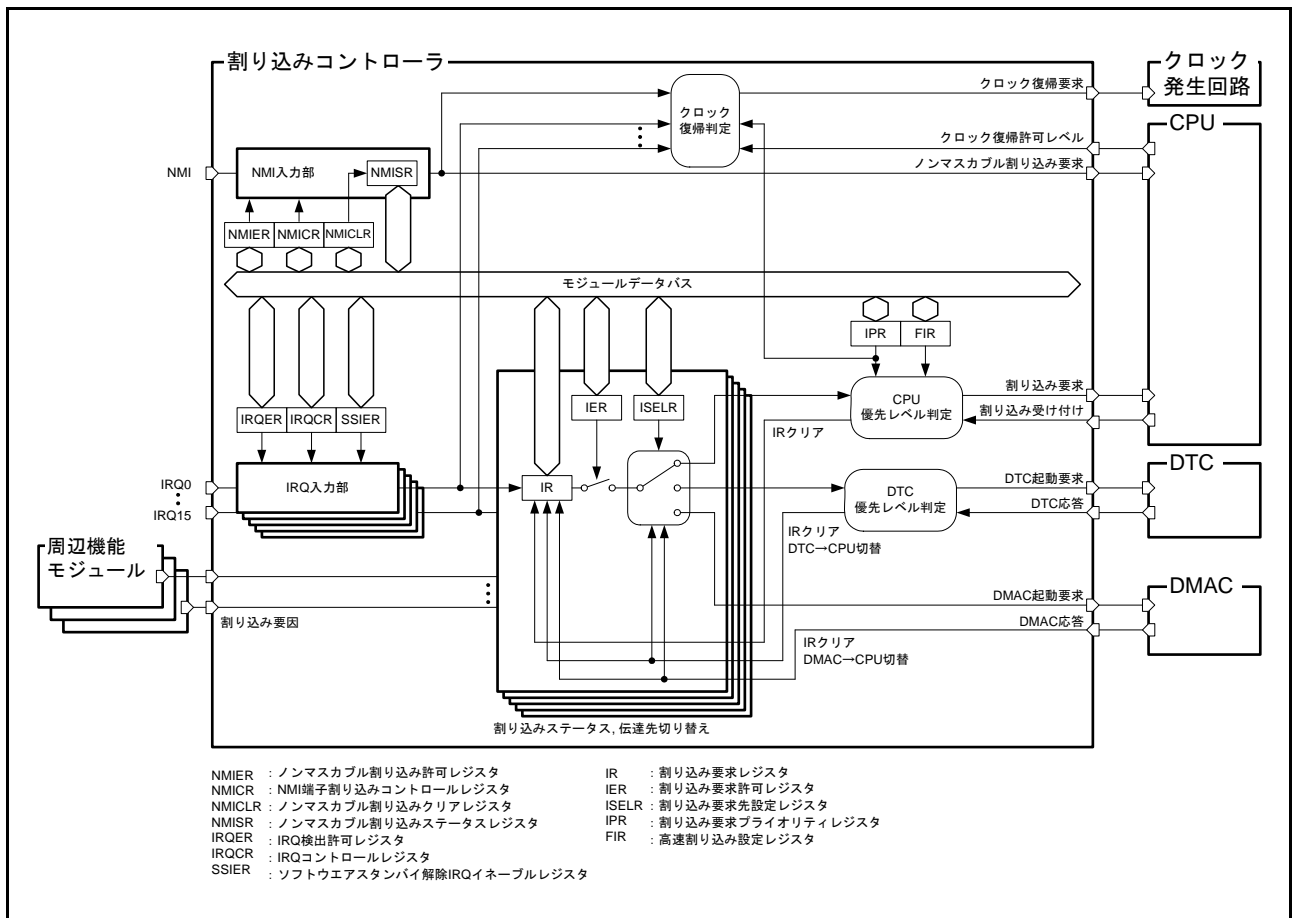 割り込みコントローラ
クロック
発生回路
クロック復帰要求
クロック
復帰判定
CPU
クロック復帰許可レベル
ノンマスカブル割り込み要求
NMI
NMI入力部
NMISR
NMIER
NMICR
NMICLR
モジュールデータバス
IPR
FIR
IRQER
IRQCR
SSIER
IER
ISELR
CPU
優先レベル判定
割り込み要求
割り込み受け付け
IRクリア
IRQ0
IRQ15
IRQ入力部
IR
DTC
優先レベル判定
DTC起動要求
DTC応答
DTC
IRクリア
DTC→CPU切替
周辺機能
モジュール
割り込み要因
DMAC起動要求
DMAC応答
DMAC
IRクリア
DMAC→CPU切替
割り込みステータス, 伝達先切り替え
NMIER : ノンマスカブル割り込み許可レジスタ
NMICR : NMI端子割り込みコントロールレジスタ
NMICLR : ノンマスカブル割り込みクリアレジスタ
NMISR : ノンマスカブル割り込みステータスレジスタ
IRQER : IRQ検出許可レジスタ
IRQCR : IRQコントロールレジスタ
SSIER : ソフトウエアスタンバイ解除IRQイネーブルレジスタ
IR : 割り込み要求レジスタ
IER : 割り込み要求許可レジスタ
ISELR : 割り込み要求先設定レジスタ
IPR : 割り込み要求プライオリティレジスタ
FIR : 高速割り込み設定レジスタ